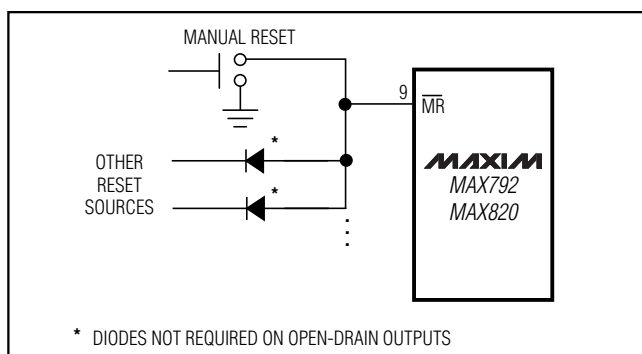 MANUAL RESET
*
*
OTHER
RESET
SOURCES
9
MR
MAXIM
MAX792
MAX820
* DIODES NOT REQUIRED ON OPEN-DRAIN OUTPUTS